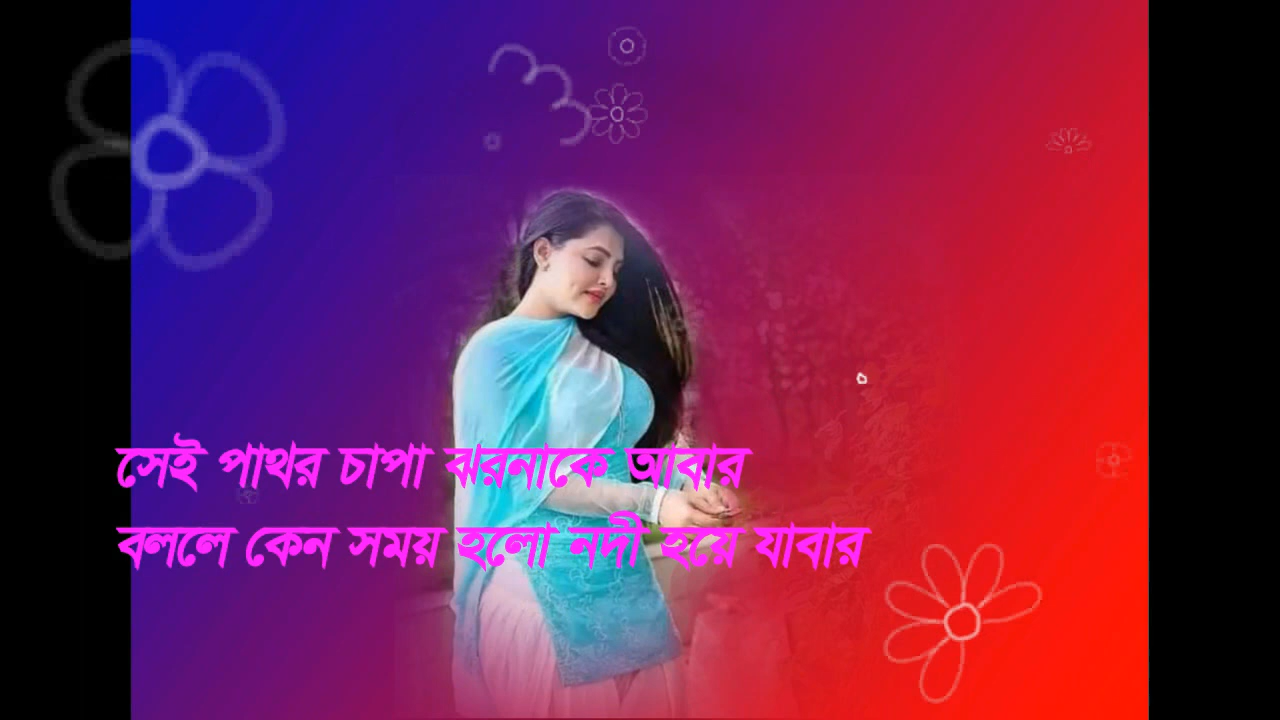 সেই পাথর চাপা ঝরনাকে আবার
বললে কেন সময় হলো নদী হয়ে যাবার